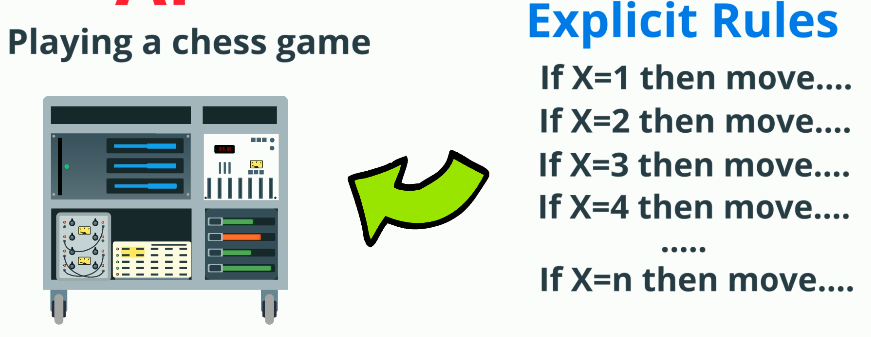 Explicit Rules
Playing a chess game
If X=1 then move....
If X=2 then move....
If X=3 then move....
If X=4 then move....
.....
If X=n then move....